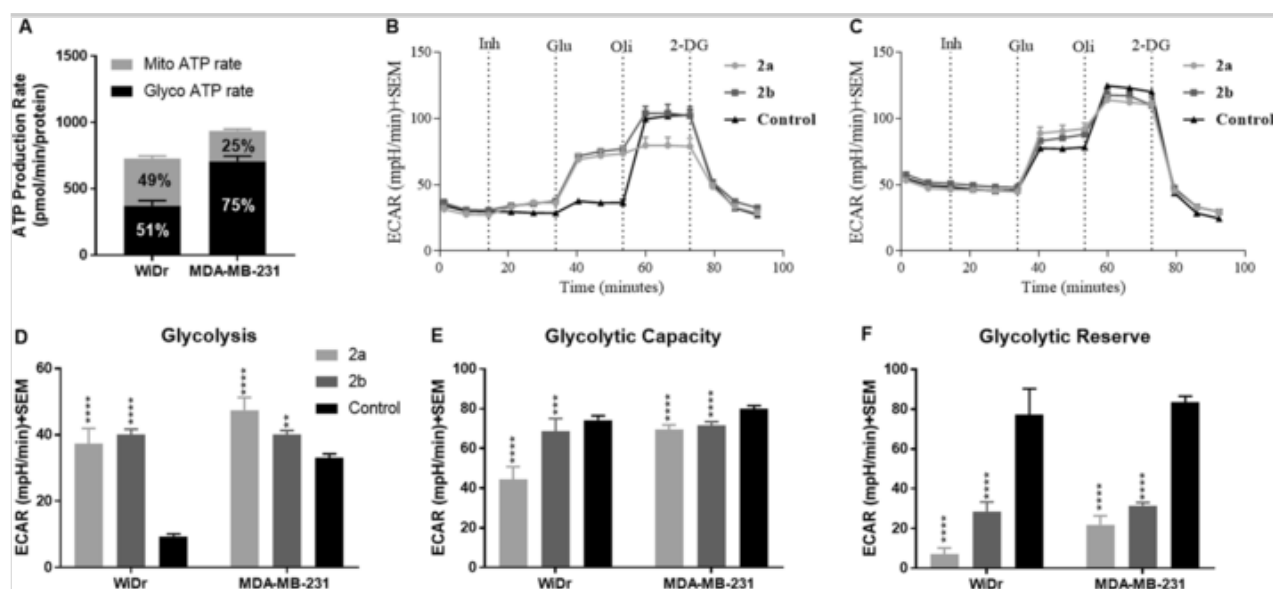 A
ATP Production Rate
(pmol/min/protein)
1500
1000
500
0
Mito ATP rate
Glyco ATP rate
49%
51%
25%
75%
WiDr
MDA-MB-231
B
ECAR (mpH/min)+SEM
150
100
50
0
Inh
Glu
Oli
2-DG
2a
2b
Control
0
20
40
60
80
100
Time (minutes)
C
ECAR (mpH/min)+SEM
150
100
50
0
Inh
Glu
Oli
2-DG
2a
2b
Control
0
20
40
60
80
100
Time (minutes)
D
Glycolysis
ECAR (mpH/min)+SEM
60
40
20
0
2a
2b
Control
****
****
****
**
WiDr
MDA-MB-231
E
Glycolytic Capacity
ECAR (mpH/min)+SEM
100
80
60
40
20
0
****
***
****
****
WiDr
MDA-MB-231
F
Glycolytic Reserve
ECAR (mpH/min)+SEM
100
80
60
40
20
0
****
****
****
****
WiDr
MDA-MB-231